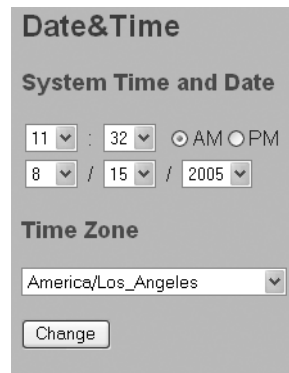 Date&Time
System Time and Date
11 : 32 AM PM
8 / 15 / 2005
Time Zone
America/Los_Angeles
Change